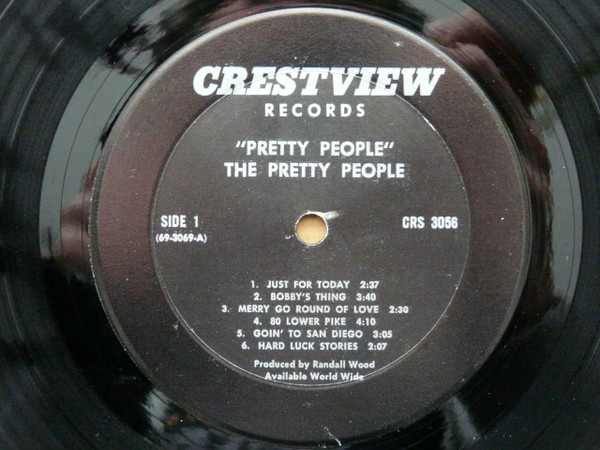 CRESTVIEW
RECORDS
"PRETTY PEOPLE"
THE PRETTY PEOPLE
SIDE 1
CRS 3056
(69-3069-A)
1. JUST FOR TODAY 2:37
2. BOBBY'S THING 3:40
3. MERRY GO ROUND OF LOVE 2:30
4. 80 LOWER PIKE 4:10
5. GOIN' TO SAN DIEGO 3:05
6. HARD LUCK STORIES 2:07
Produced by Randall Wood
Available World Wide